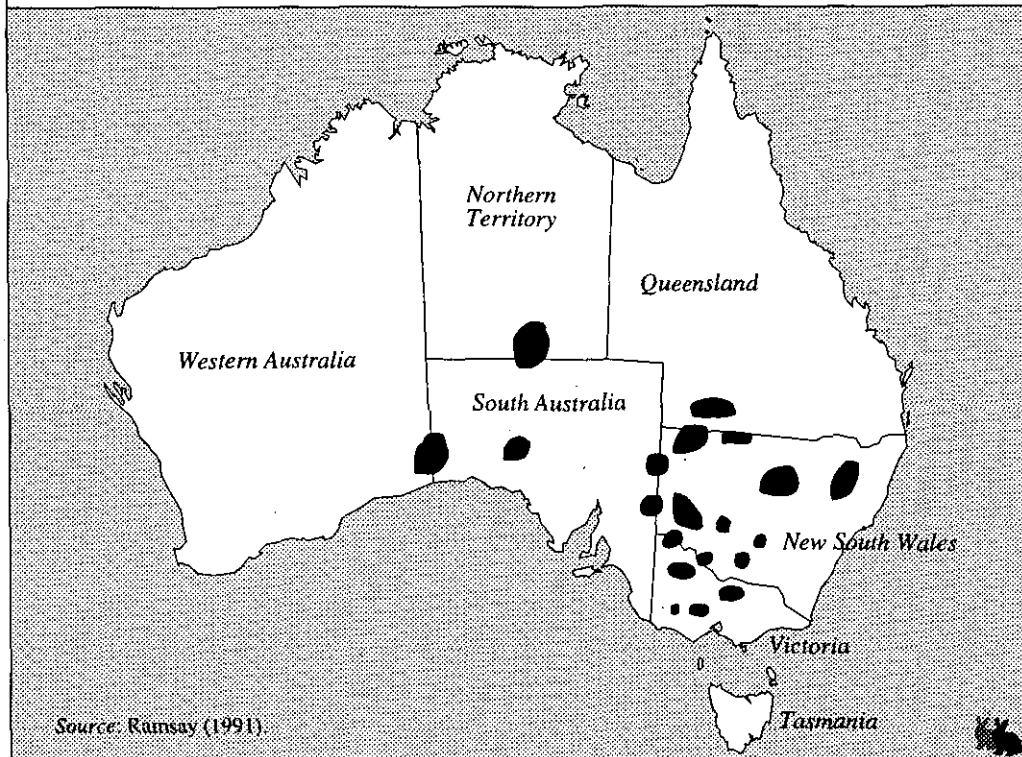 Northern
Territory
Queensland
Western Australia
South Australia
New South Wales
Victoria
Tasmania
Source: Ramsay (1991).